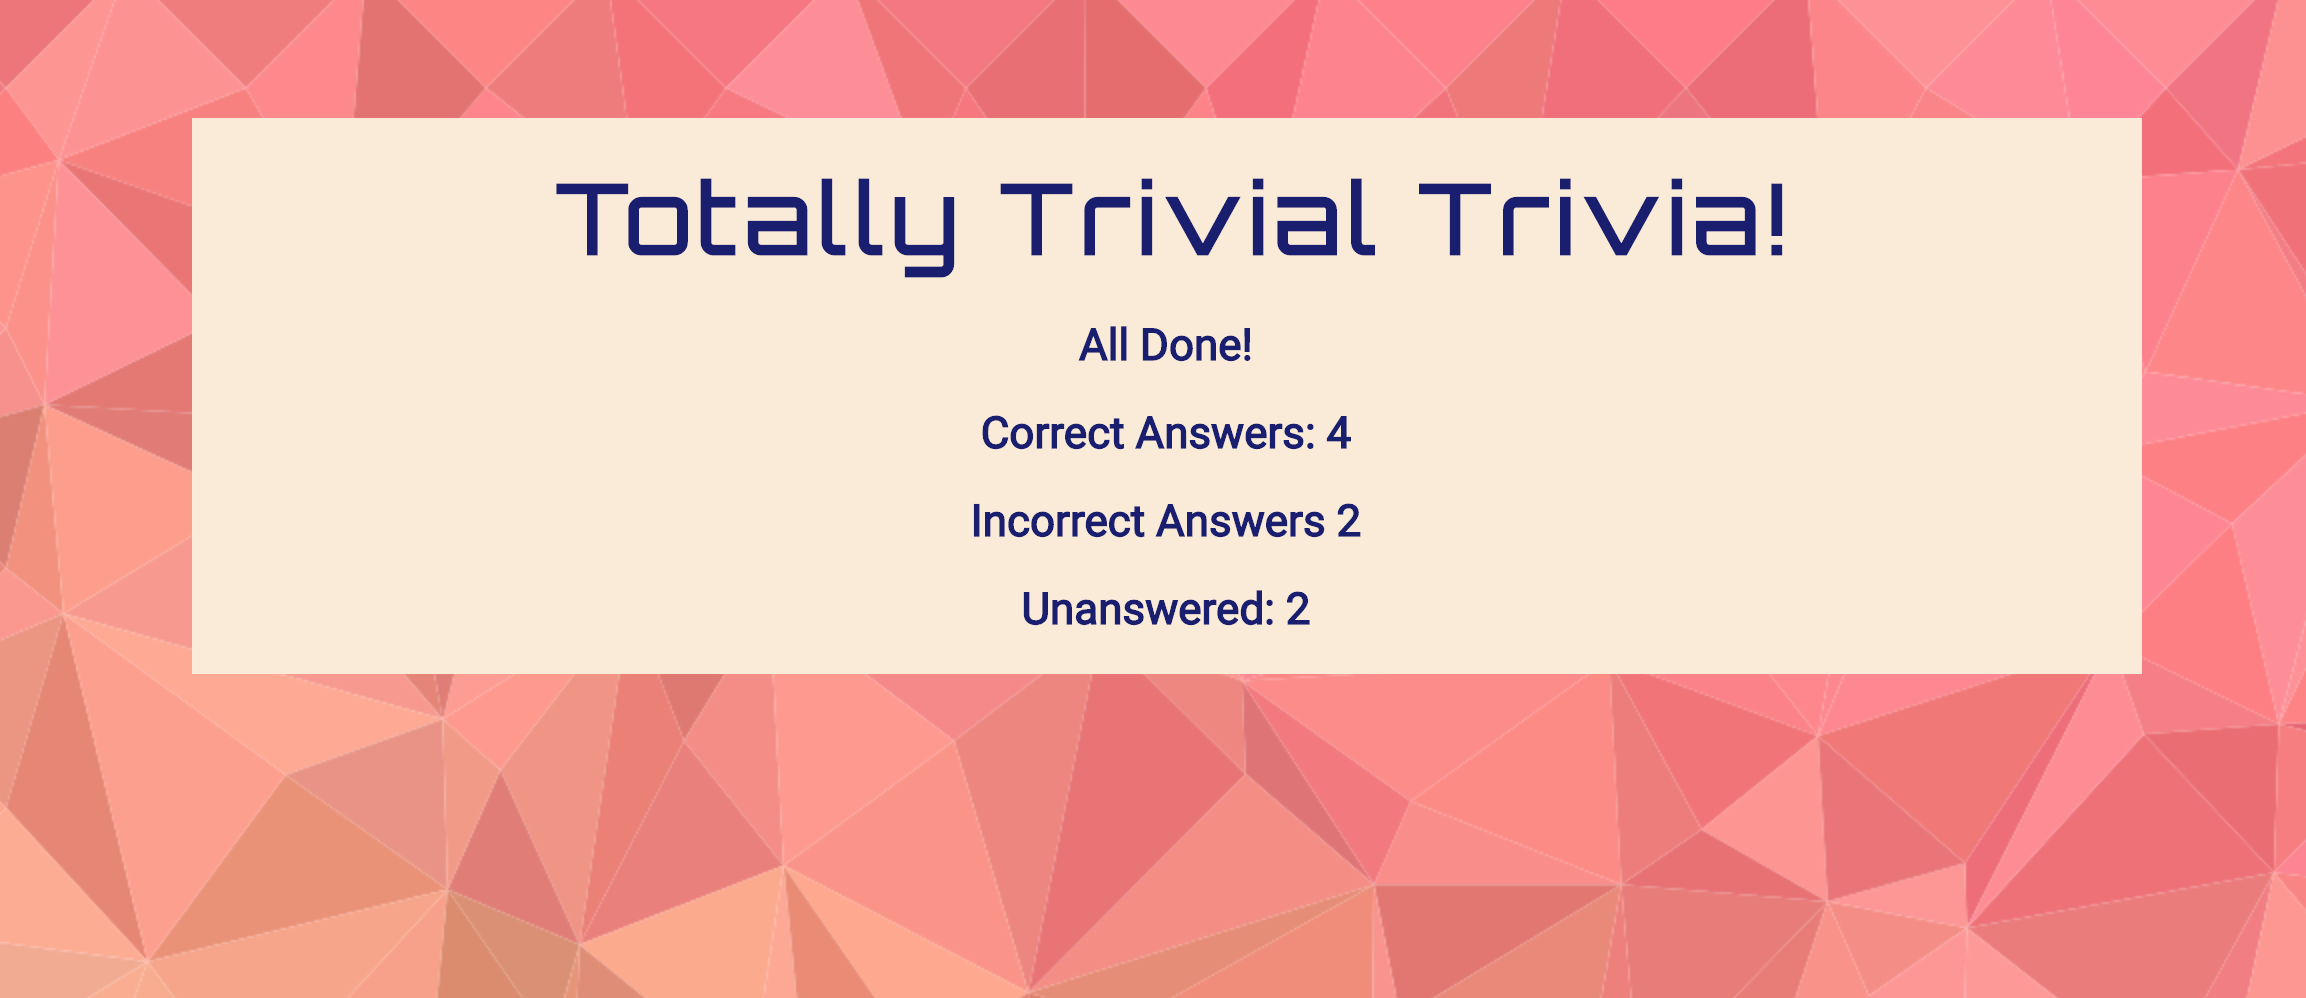 Totally Trivial Trivia!
All Done!
Correct Answers: 4
Incorrect Answers 2
Unanswered: 2